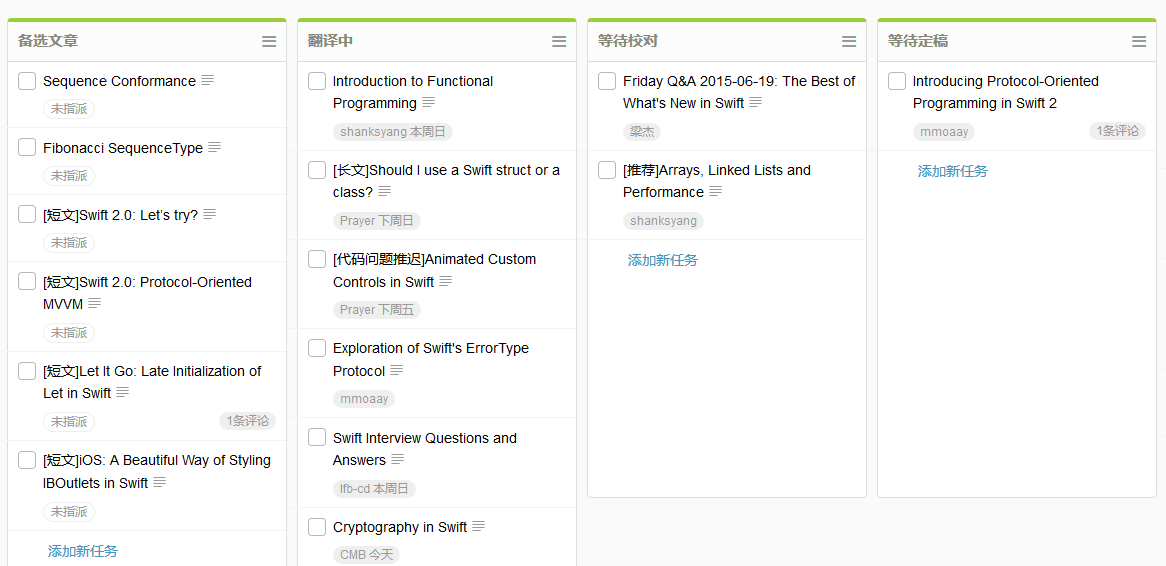 备选文章
Sequence Conformance
未指派
Fibonacci SequenceType
未指派
[短文]Swift 2.0: Let's try?
未指派
[短文]Swift 2.0: Protocol-Oriented
MVVM
未指派
[短文]Let It Go: Late Initialization of
Let in Swift
未指派 1条评论
[短文]iOS: A Beautiful Way of Styling
IBOutlets in Swift
未指派
添加新任务
翻译中
Introduction to Functional
Programming
shanksyang 本周日
[长文]Should I use a Swift struct or a
class?
Prayer 下周日
[代码问题推迟]Animated Custom
Controls in Swift
Prayer 下周五
Exploration of Swift's ErrorType
Protocol
mmoaay
Swift Interview Questions and
Answers
lfb-cd 本周日
Cryptography in Swift
CMB 今天
等待校对
Friday Q&A 2015-06-19: The Best of
What's New in Swift
梁杰
[推荐]Arrays, Linked Lists and
Performance
shanksyang
添加新任务
等待定稿
Introducing Protocol-Oriented
Programming in Swift 2
mmoaay 1条评论
添加新任务